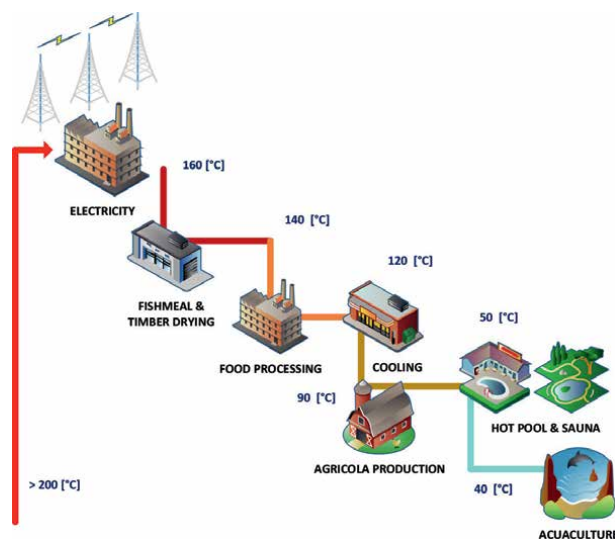 160 [°C]
ELECTRICITY
140 [°C]
FISHMEAL &
TIMBER DRYING
120 [°C]
FOOD PROCESSING
COOLING
50 [°C]
90 [°C]
AGRICOLA PRODUCTION
HOT POOL & SAUNA
> 200 [°C]
40 [°C]
ACUACULTURE